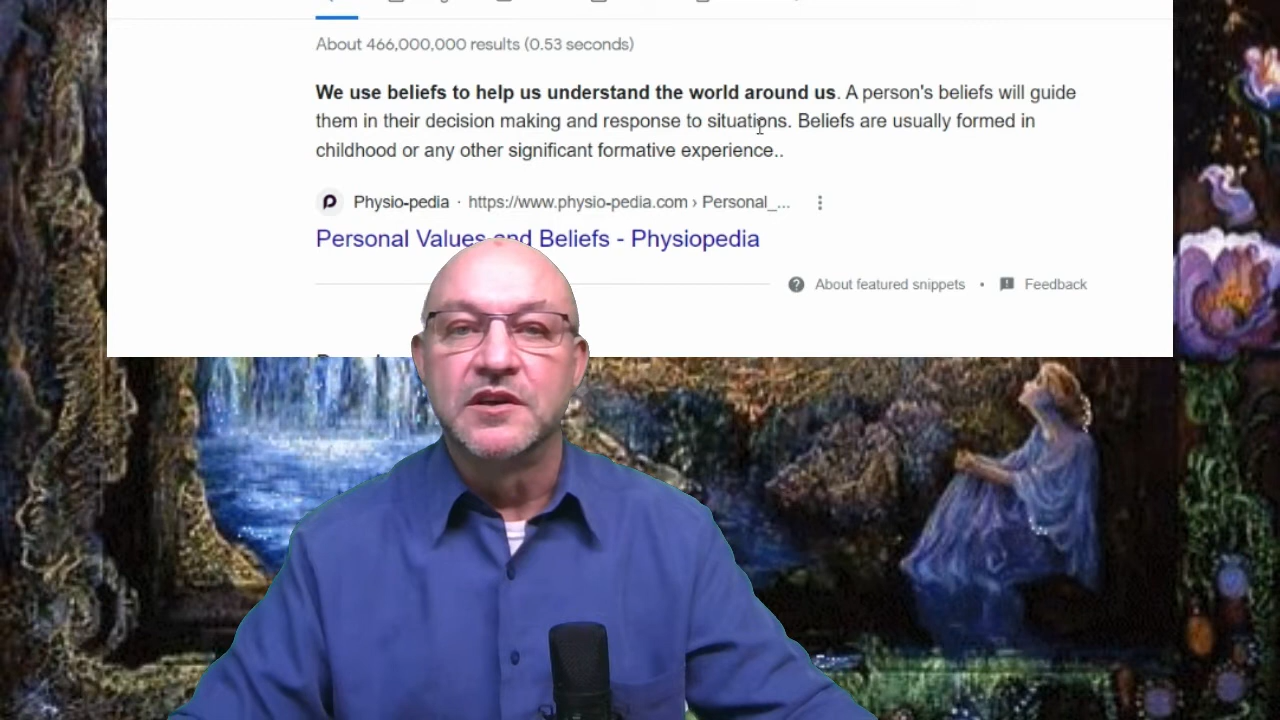 About 466,000,000 results (0.53 seconds)
We use beliefs to help us understand the world around us. A person's beliefs will guide
them in their decision making and response to situations. Beliefs are usually formed in
childhood or any other significant formative experience..
Physio-pedia · https://www.physio-pedia.com › Personal_...
Personal Values and Beliefs - Physiopedia
About featured snippets • Feedback